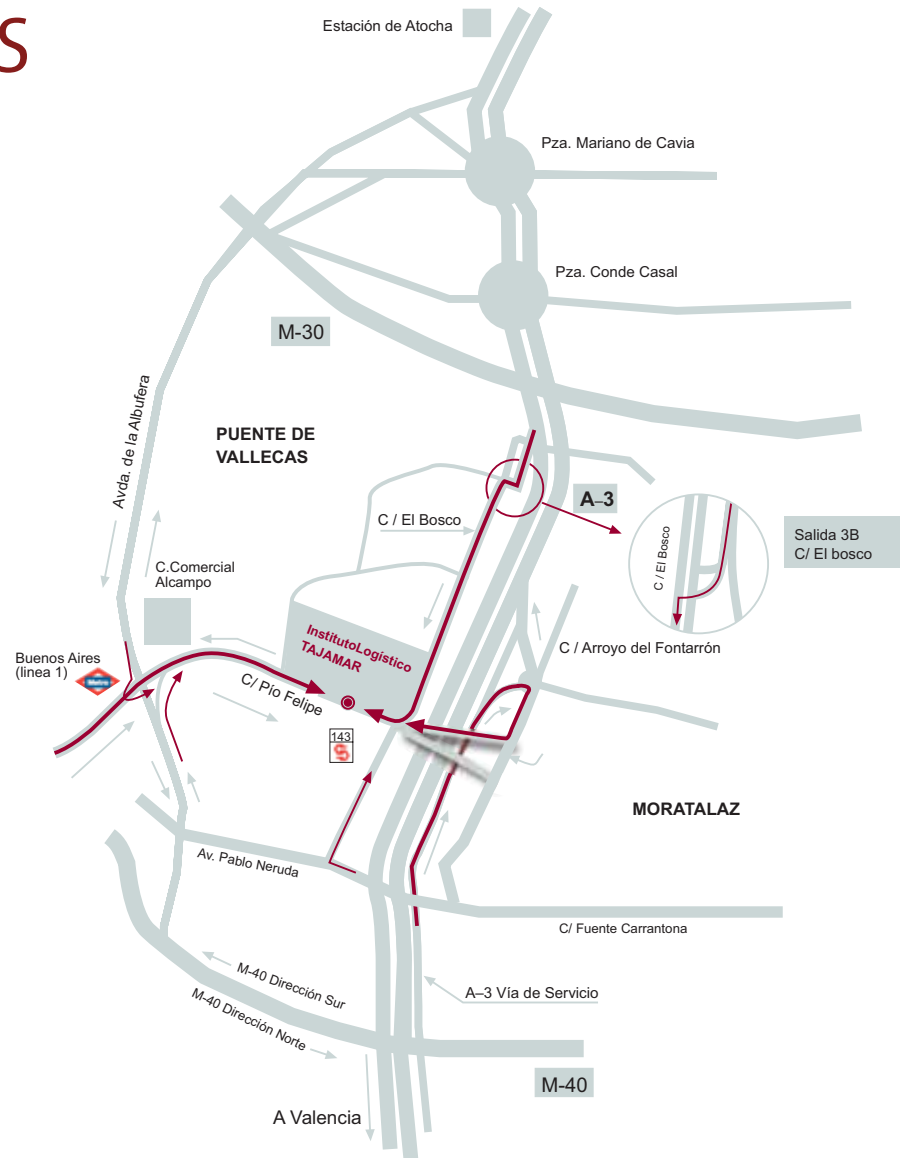 S
Estación de Atocha
Pza. Mariano de Cavia
Pza. Conde Casal
M-30
Avda. de la Albufera
PUENTE DE
VALLECAS
A–3
C / El Bosco
C / El Bosco
Salida 3B
C/ El bosco
C.Comercial
Alcampo
InstitutoLogístico
TAJAMAR
C / Arroyo del Fontarrón
Buenos Aires
(linea 1)
Metro
C/ Pío Felipe
143
MORATALAZ
Av. Pablo Neruda
C/ Fuente Carrantona
M-40 Dirección Sur
A–3 Vía de Servicio
M-40 Dirección Norte
M-40
A Valencia